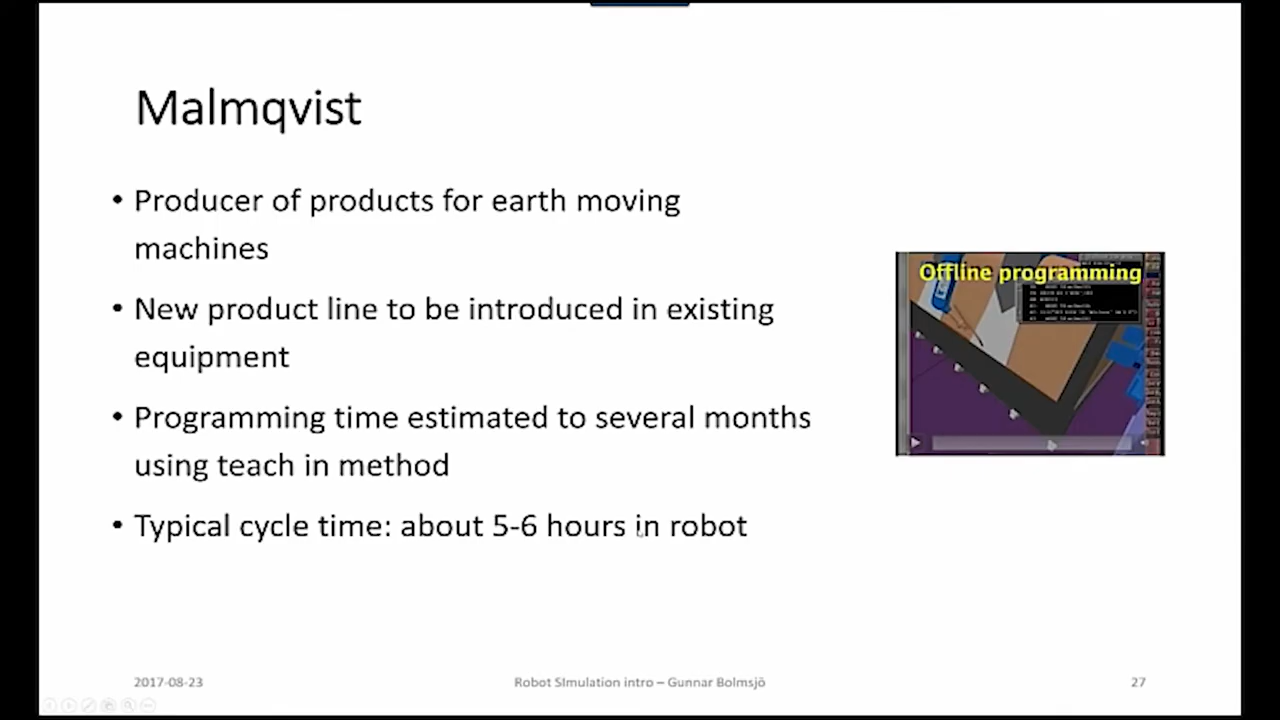 Malmqvist
• Producer of products for earth moving
machines
• New product line to be introduced in existing
equipment
• Programming time estimated to several months
using teach in method
• Typical cycle time: about 5-6 hours in robot
Offline programming
2017-08-23
Robot SImulation intro – Gunnar Bolmsjö
27